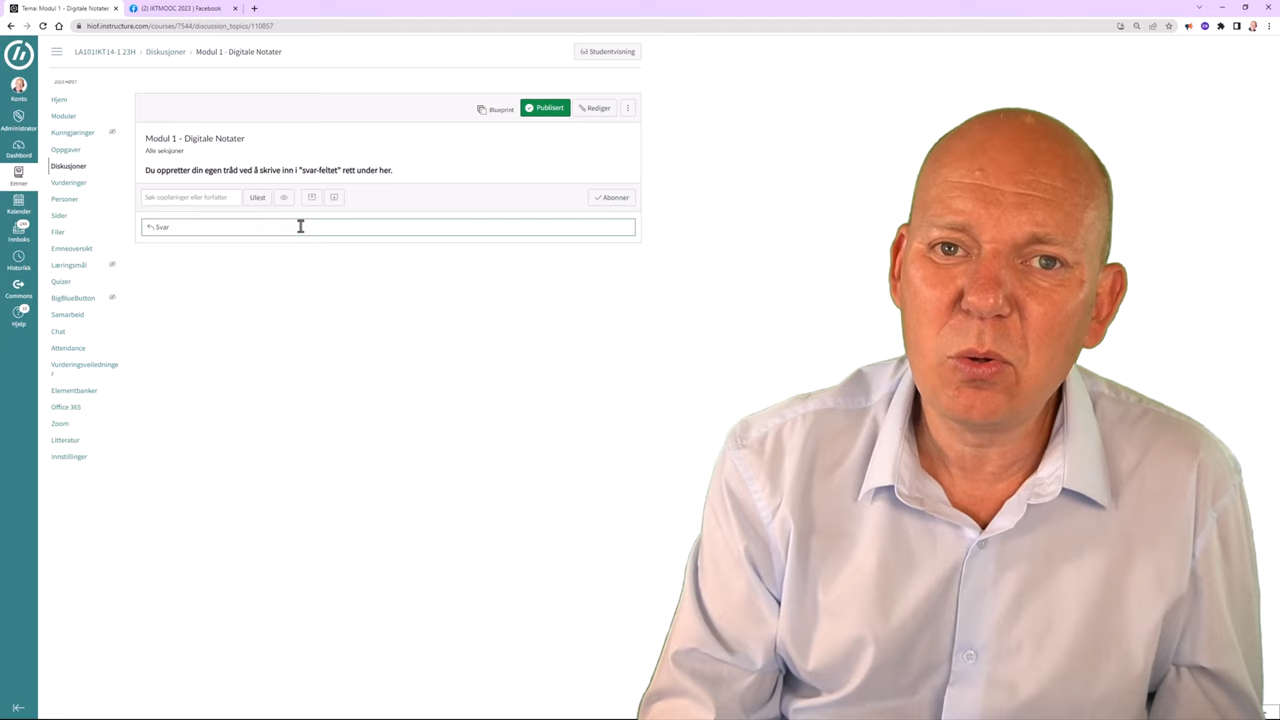 Tema: Modul 1 - Digitale Notater
(2) IKTMOOC 2023 | Facebook
hiof.instructure.com/courses/7544/discussion_topics/110857
LA101IKT14-1 23H › Diskusjoner › Modul 1 - Digitale Notater
Studentvisning
Konto
Administrator
Dashbord
Emner
Kalender
246
Innboks
Historikk
Commons
Hjelp
2023 HØST
Hjem
Moduler
Kunngjøringer
Oppgaver
Diskusjoner
Vurderinger
Personer
Sider
Filer
Emneoversikt
Læringsmål
Quizer
BigBlueButton
Samarbeid
Chat
Attendance
Vurderingsveiledninge
r
Elementbanker
Office 365
Zoom
Litteratur
Innstillinger
Blueprint
Publisert
Rediger
Modul 1 - Digitale Notater
Alle seksjoner
Du oppretter din egen tråd ved å skrive inn i "svar-feltet" rett under her.
Søk oppføringer eller forfatter
Ulest
Abonner
Svar